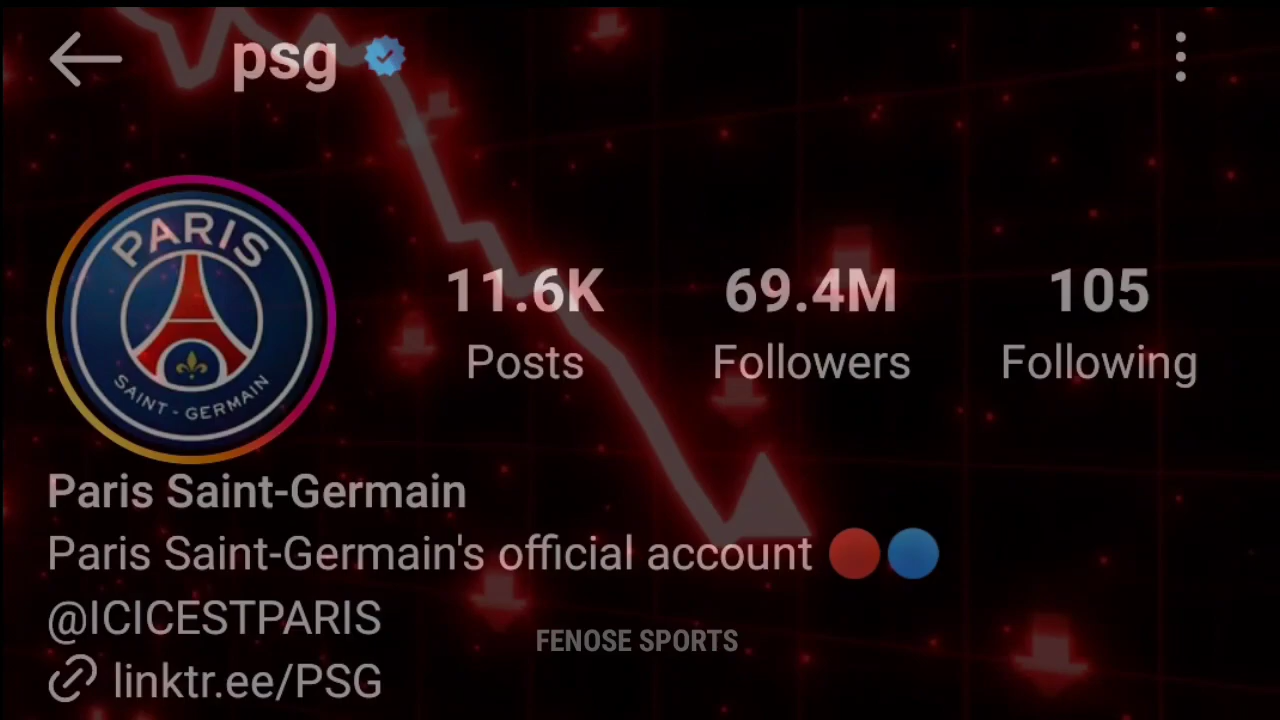 psg
PARIS
SAINT - GERMAIN
11.6K 69.4M 105
Posts Followers Following
Paris Saint-Germain
Paris Saint-Germain's official account
@ICICESTPARIS
FENOSE SPORTS
linktr.ee/PSG